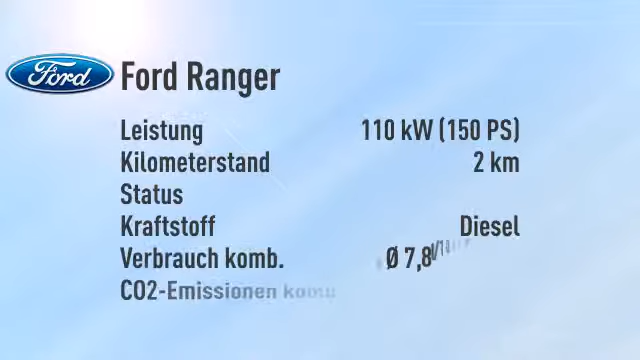 Ford Ford Ranger
Leistung 110 kW (150 PS)
Kilometerstand 2 km
Status
Kraftstoff Diesel
Verbrauch komb. Ø 7,8
CO2-Emissionen